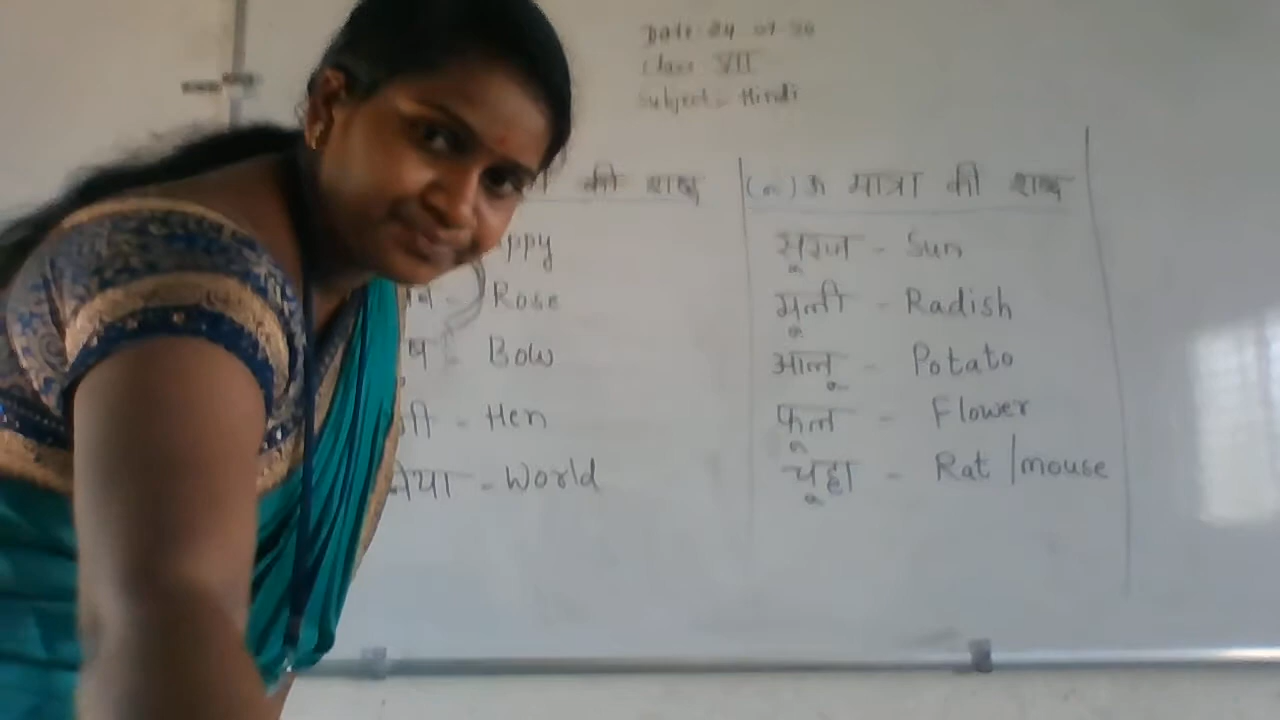 Date 24-07-20
Class VII
Subject - Hindi
की शब्द
ऊ मात्रा की शब्द
सूरज - Sun
मूली - Radish
आलू - Potato
फूल - Flower
चूहा - Rat /mouse
Rose
Bow
- Hen
- World